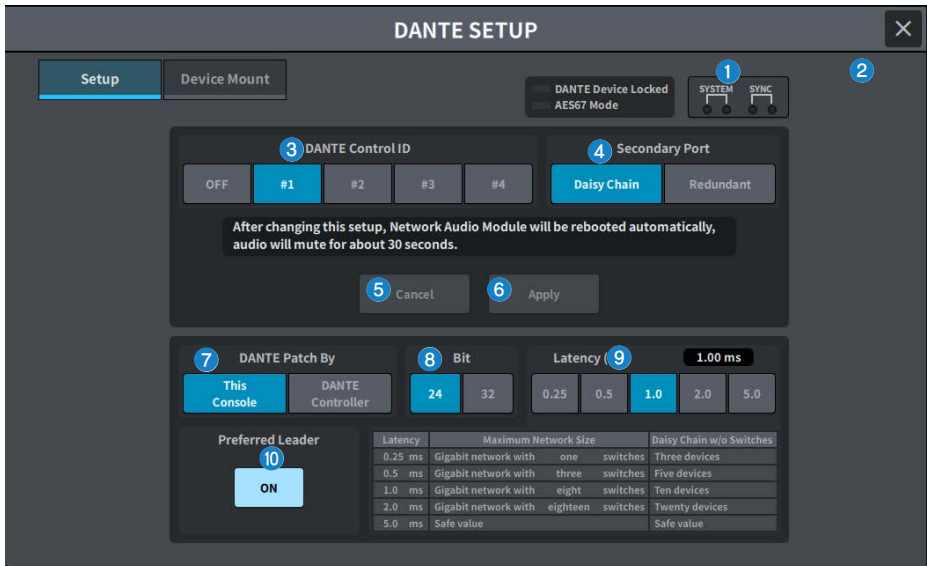 DANTE SETUP
Setup
Device Mount
DANTE Device Locked
AES67 Mode
1
SYSTEM SYNC
2
3 DANTE Control ID
OFF #1 #2 #3 #4
4 Secondary Port
Daisy Chain Redundant
After changing this setup, Network Audio Module will be rebooted automatically,
audio will mute for about 30 seconds.
5 Cancel
6 Apply
7 DANTE Patch By
This
Console
DANTE
Controller
8 Bit
24 32
Latency ( 9 1.00 ms
0.25 0.5 1.0 2.0 5.0
Preferred Leader
10
ON
Latency Maximum Network Size Daisy Chain w/o Switches
0.25 ms Gigabit network with one switches Three devices
0.5 ms Gigabit network with three switches Five devices
1.0 ms Gigabit network with eight switches Ten devices
2.0 ms Gigabit network with eighteen switches Twenty devices
5.0 ms Safe value Safe value